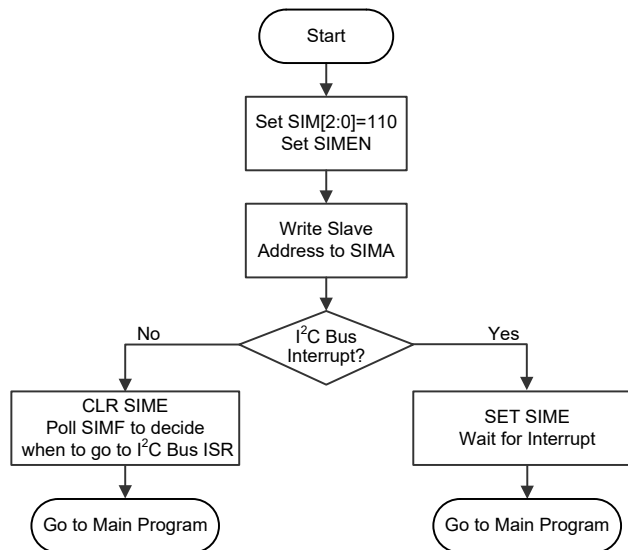 Start
Set SIM[2:0]=110
Set SIMEN
Write Slave
Address to SIMA
I²C Bus
Interrupt?
No
Yes
CLR SIME
Poll SIMF to decide
when to go to I²C Bus ISR
SET SIME
Wait for Interrupt
Go to Main Program
Go to Main Program